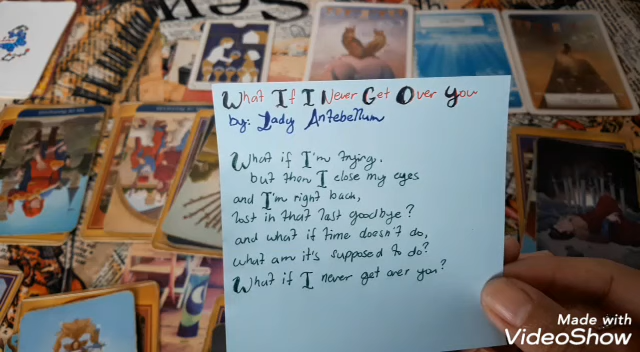 What If I Never Get Over You
by: Lady Antebellum
What if I'm trying,
but then I close my eyes
and I'm right back,
lost in that last goodbye?
and what if time doesn't do,
what am it's supposed to do?
What if I never get over you?
Made with
VideoShow